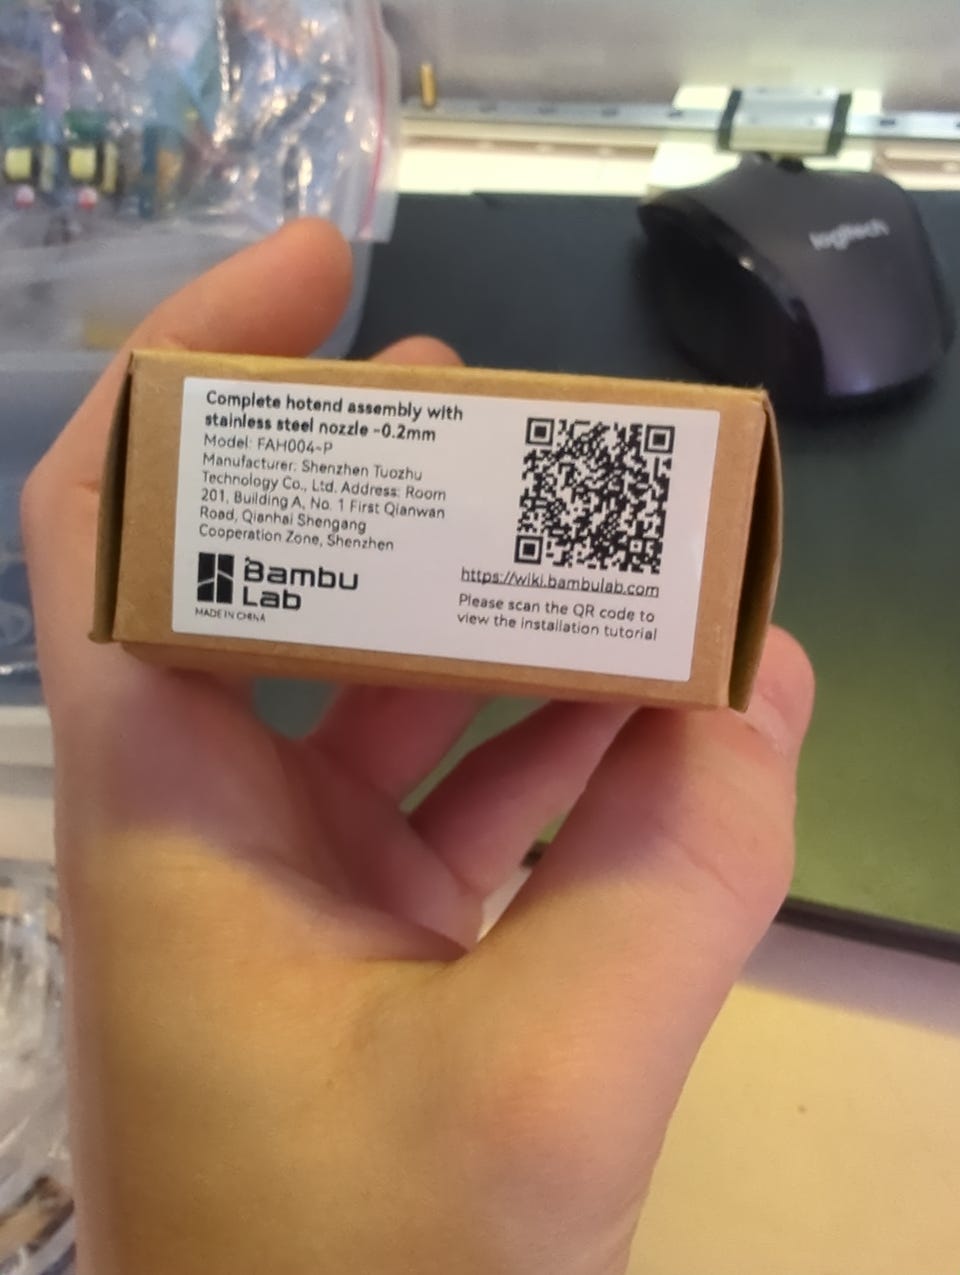 logitech
Complete hotend assembly with
stainless steel nozzle -0.2mm
Model: FAH004-P
Manufacturer: Shenzhen Tuozhu
Technology Co., Ltd. Address: Room
201, Building A, No. 1 First Qianwan
Road, Qianhai Shengang
Cooperation Zone, Shenzhen
Bambu
Lab
MADE IN CHINA
https://wiki.bambulab.com
Please scan the QR code to
view the installation tutorial